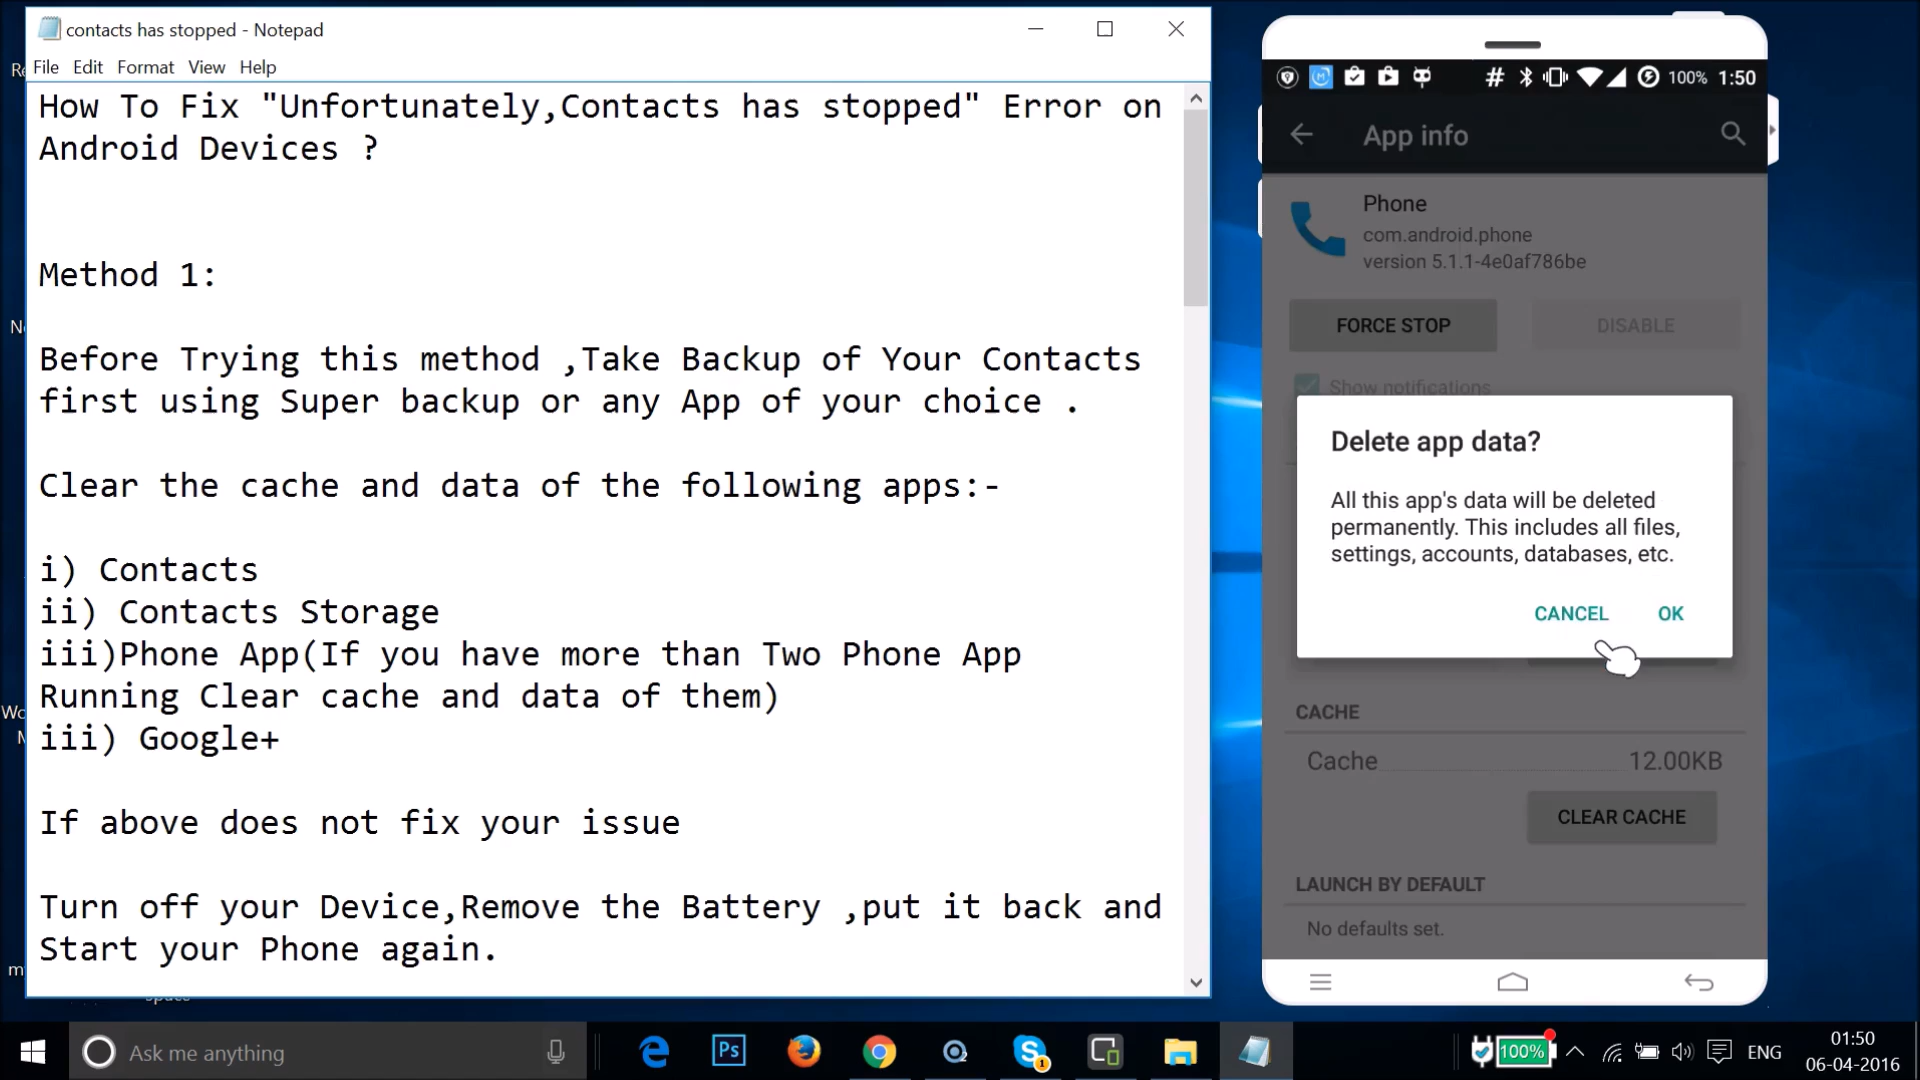 contacts has stopped - Notepad
File Edit Format View Help
How To Fix "Unfortunately,Contacts has stopped" Error on
Android Devices ?
Method 1:
Before Trying this method ,Take Backup of Your Contacts
first using Super backup or any App of your choice .
Clear the cache and data of the following apps:-
i) Contacts
ii) Contacts Storage
iii)Phone App(If you have more than Two Phone App
Running Clear cache and data of them)
iii) Google+
If above does not fix your issue
Turn off your Device,Remove the Battery ,put it back and
Start your Phone again.
100% 1:50
App info
Phone
com.android.phone
version 5.1.1-4e0af786be
FORCE STOP
DISABLE
Show notifications
Delete app data?
All this app's data will be deleted
permanently. This includes all files,
settings, accounts, databases, etc.
CANCEL OK
CACHE
Cache 12.00KB
CLEAR CACHE
LAUNCH BY DEFAULT
No defaults set.
space
Ask me anything
Ps
100%
ENG
01:50
06-04-2016